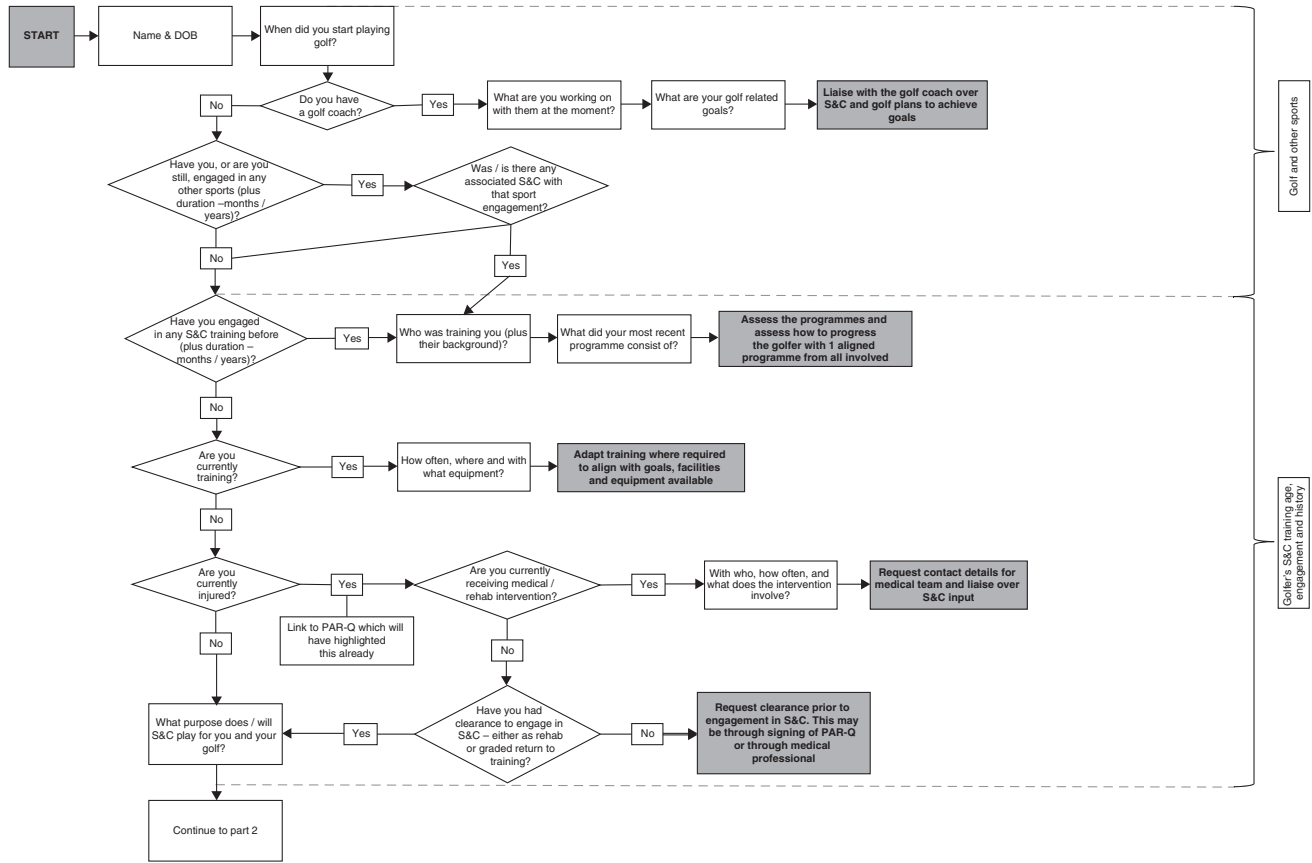 START
Name & DOB
When did you start playing
golf?
No
Do you have
a golf coach?
Yes
What are you working on
with them at the moment?
What are your golf related
goals?
Liaise with the golf coach over
S&C and golf plans to achieve
goals
Golf and other sports
Have you, or are you
still, engaged in any
other sports (plus
duration –months /
years)?
Yes
Was / is there any
associated S&C with
that sport
engagement?
No
Yes
Have you engaged
in any S&C training before
(plus duration –
months / years)?
Yes
Who was training you (plus
their background)?
What did your most recent
programme consist of?
Assess the programmes and
assess how to progress
the golfer with 1 aligned
programme from all involved
No
Are you
currently
training?
Yes
How often, where and with
what equipment?
Adapt training where required
to align with goals, facilities
and equipment available
Golfer's S&C training age,
engagement and history
No
Are you
currently
injured?
Yes
Are you currently
receiving medical /
rehab intervention?
Yes
With who, how often, and
what does the intervention
involve?
Request contact details for
medical team and liaise over
S&C input
Link to PAR-Q which will
have highlighted
this already
No
No
What purpose does / will
S&C play for you and your
golf?
Yes
Have you had
clearance to engage in
S&C – either as rehab
or graded return to
training?
No
Request clearance prior to
engagement in S&C. This may
be through signing of PAR-Q
or through medical
professional
Continue to part 2